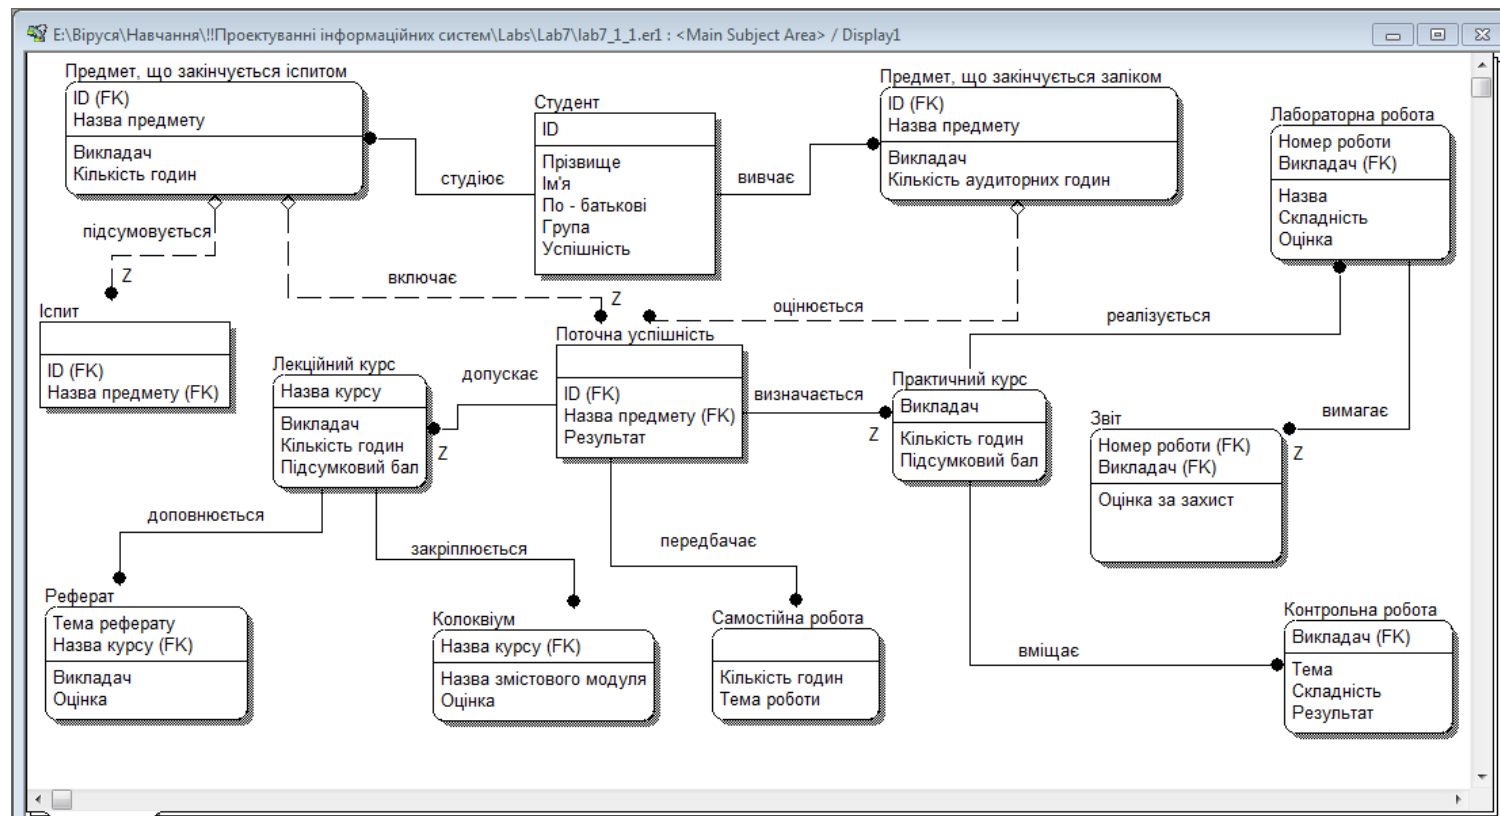 E:\Віруся\Навчання\!!Проектуванні інформаційних систем\Labs\Lab7\lab7_1_1.er1 : <Main Subject Area> / Display1
Предмет, що закінчується іспитом
ID (FK)
Назва предмету
Викладач
Кількість годин
Студент
ID
Прізвище
Ім'я
По - батькові
Група
Успішність
Предмет, що закінчується заліком
ID (FK)
Назва предмету
Викладач
Кількість аудиторних годин
Лабораторна робота
Номер роботи
Викладач (FK)
Назва
Складність
Оцінка
студіює
вивчає
підсумовується
Z
включає
Z
оцінюється
реалізується
Іспит
ID (FK)
Назва предмету (FK)
Лекційний курс
Назва курсу
Викладач
Кількість годин
Підсумковий бал
допускає
Z
Поточна успішність
ID (FK)
Назва предмету (FK)
Результат
визначається
Z
Практичний курс
Викладач
Кількість годин
Підсумковий бал
Звіт
Номер роботи (FK)
Викладач (FK)
Оцінка за захист
вимагає
Z
доповнюється
закріплюється
передбачає
вміщає
Реферат
Тема реферату
Назва курсу (FK)
Викладач
Оцінка
Колоквіум
Назва курсу (FK)
Назва змістового модуля
Оцінка
Самостійна робота
Кількість годин
Тема роботи
Контрольна робота
Викладач (FK)
Тема
Складність
Результат